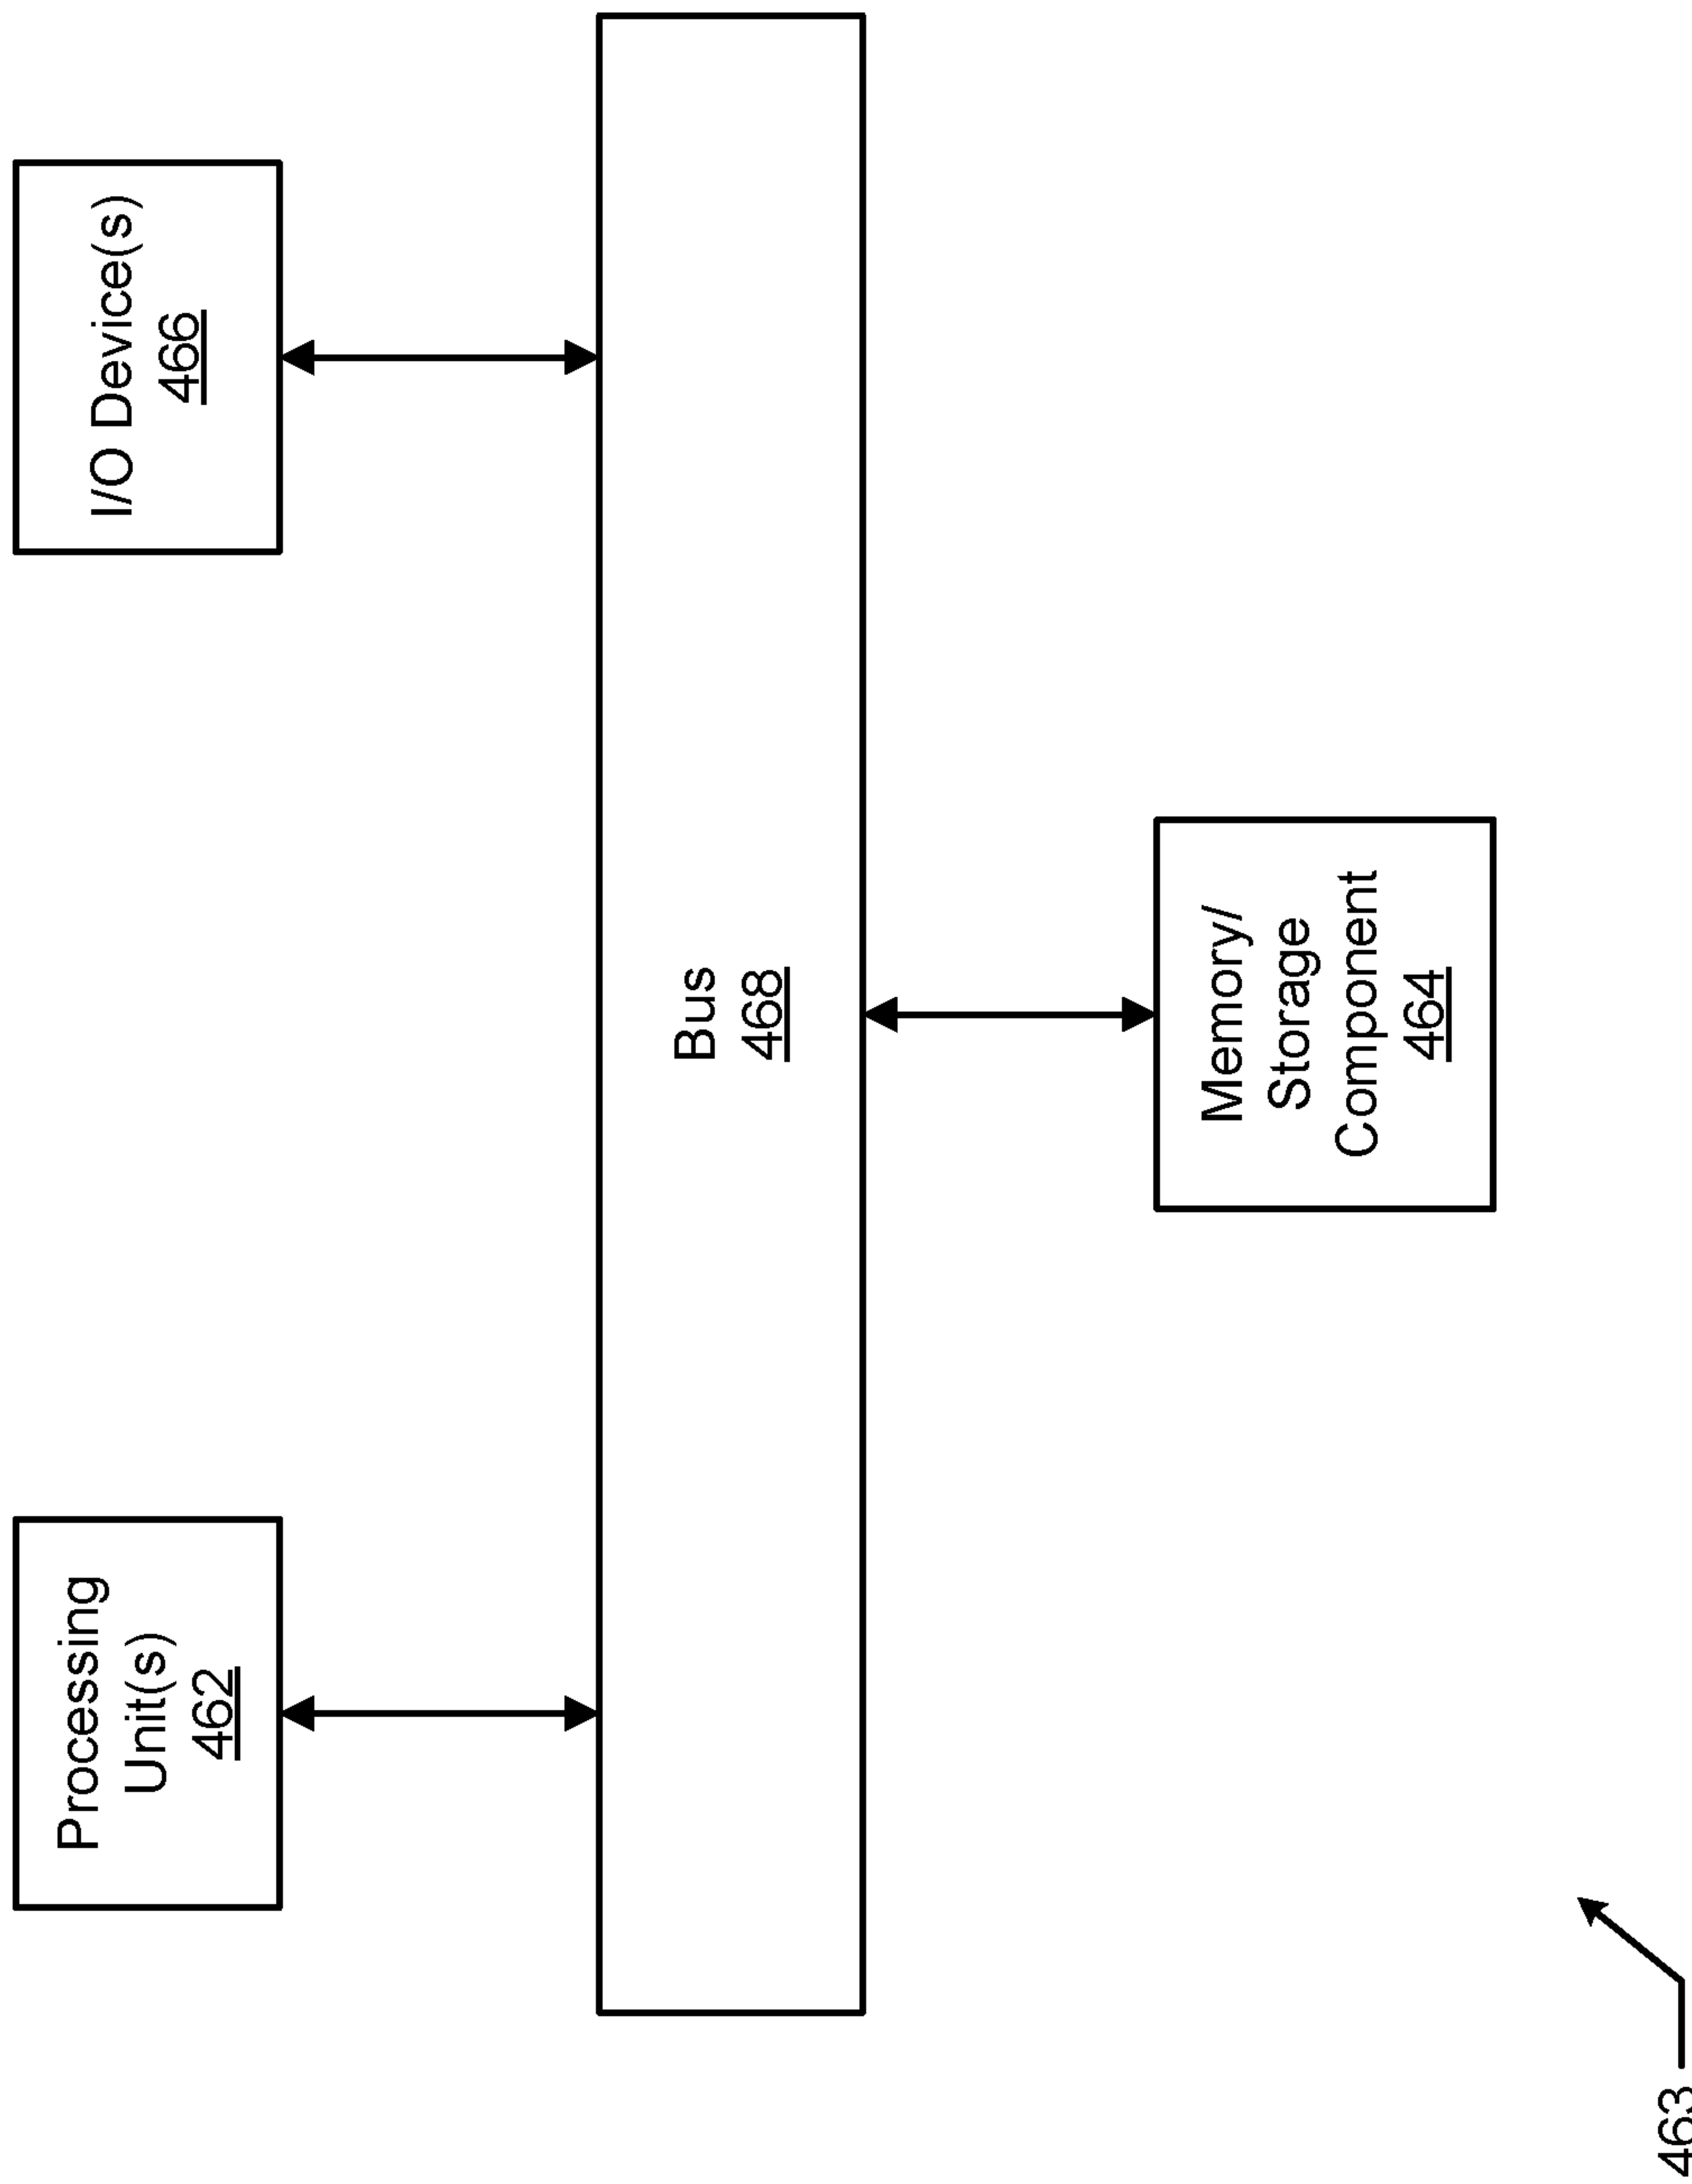 Processing
Unit(s)
462
I/O Device(s)
466
Bus
468
Memory/
Storage
Component
464
463